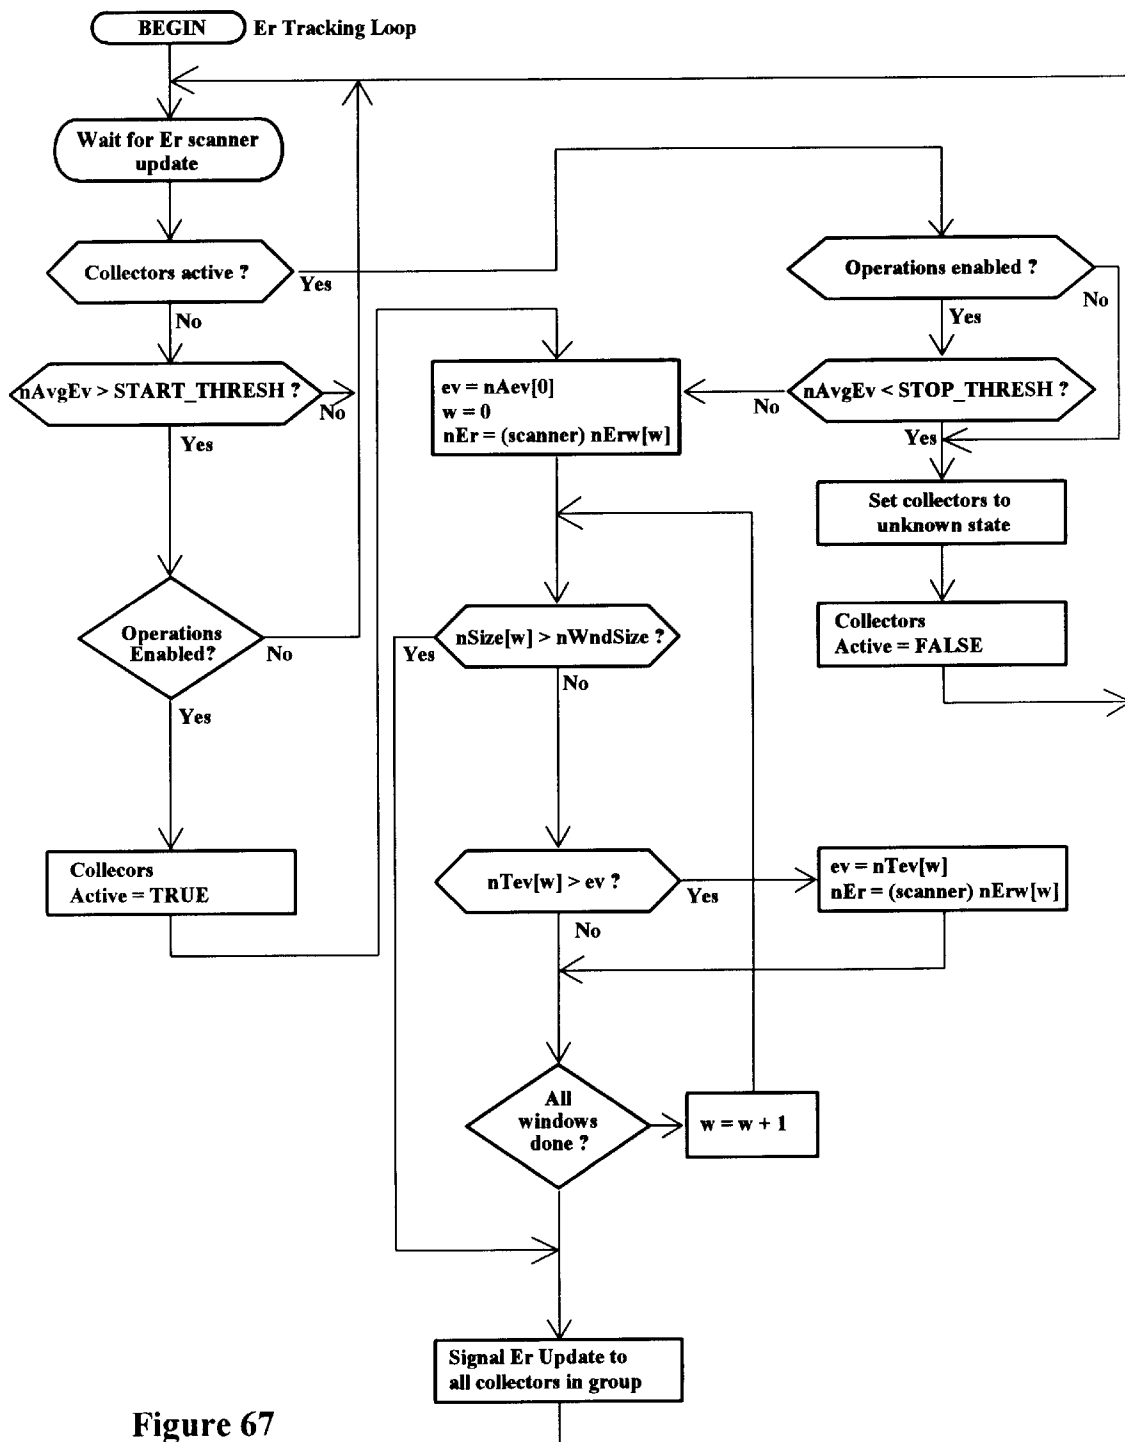 BEGIN
Er Tracking Loop
Wait for Er scanner
update
Collectors active ?
Yes
No
nAvgEv > START_THRESH ?
No
Yes
Operations
Enabled?
No
Yes
Collecors
Active = TRUE
Operations enabled ?
No
Yes
nAvgEv < STOP_THRESH ?
No
Yes
Set collectors to
unknown state
Collectors
Active = FALSE
ev = nAev[0]
w = 0
nEr = (scanner) nErw[w]
nSize[w] > nWndSize ?
Yes
No
nTev[w] > ev ?
Yes
No
ev = nTev[w]
nEr = (scanner) nErw[w]
All
windows
done ?
w = w + 1
Signal Er Update to
all collectors in group
Figure 67